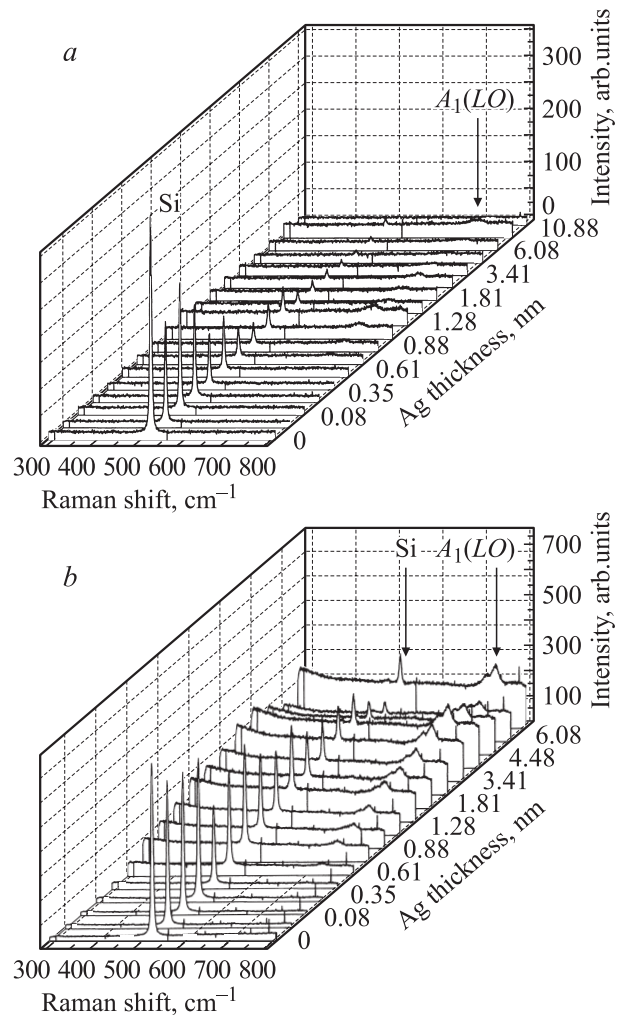 a
300
200
100
0
Intensity, arb.units
A1(LO)
Si
10.88
6.08
3.41
1.81
1.28
0.88
0.61
0.35
0.08
0
Ag thickness, nm
300 400 500 600 700 800
Raman shift, cm–1
b
700
500
300
100
Intensity, arb.units
Si A1(LO)
6.08
4.48
3.41
1.81
1.28
0.88
0.61
0.35
0.08
0
Ag thickness, nm
300 400 500 600 700 800
Raman shift, cm–1